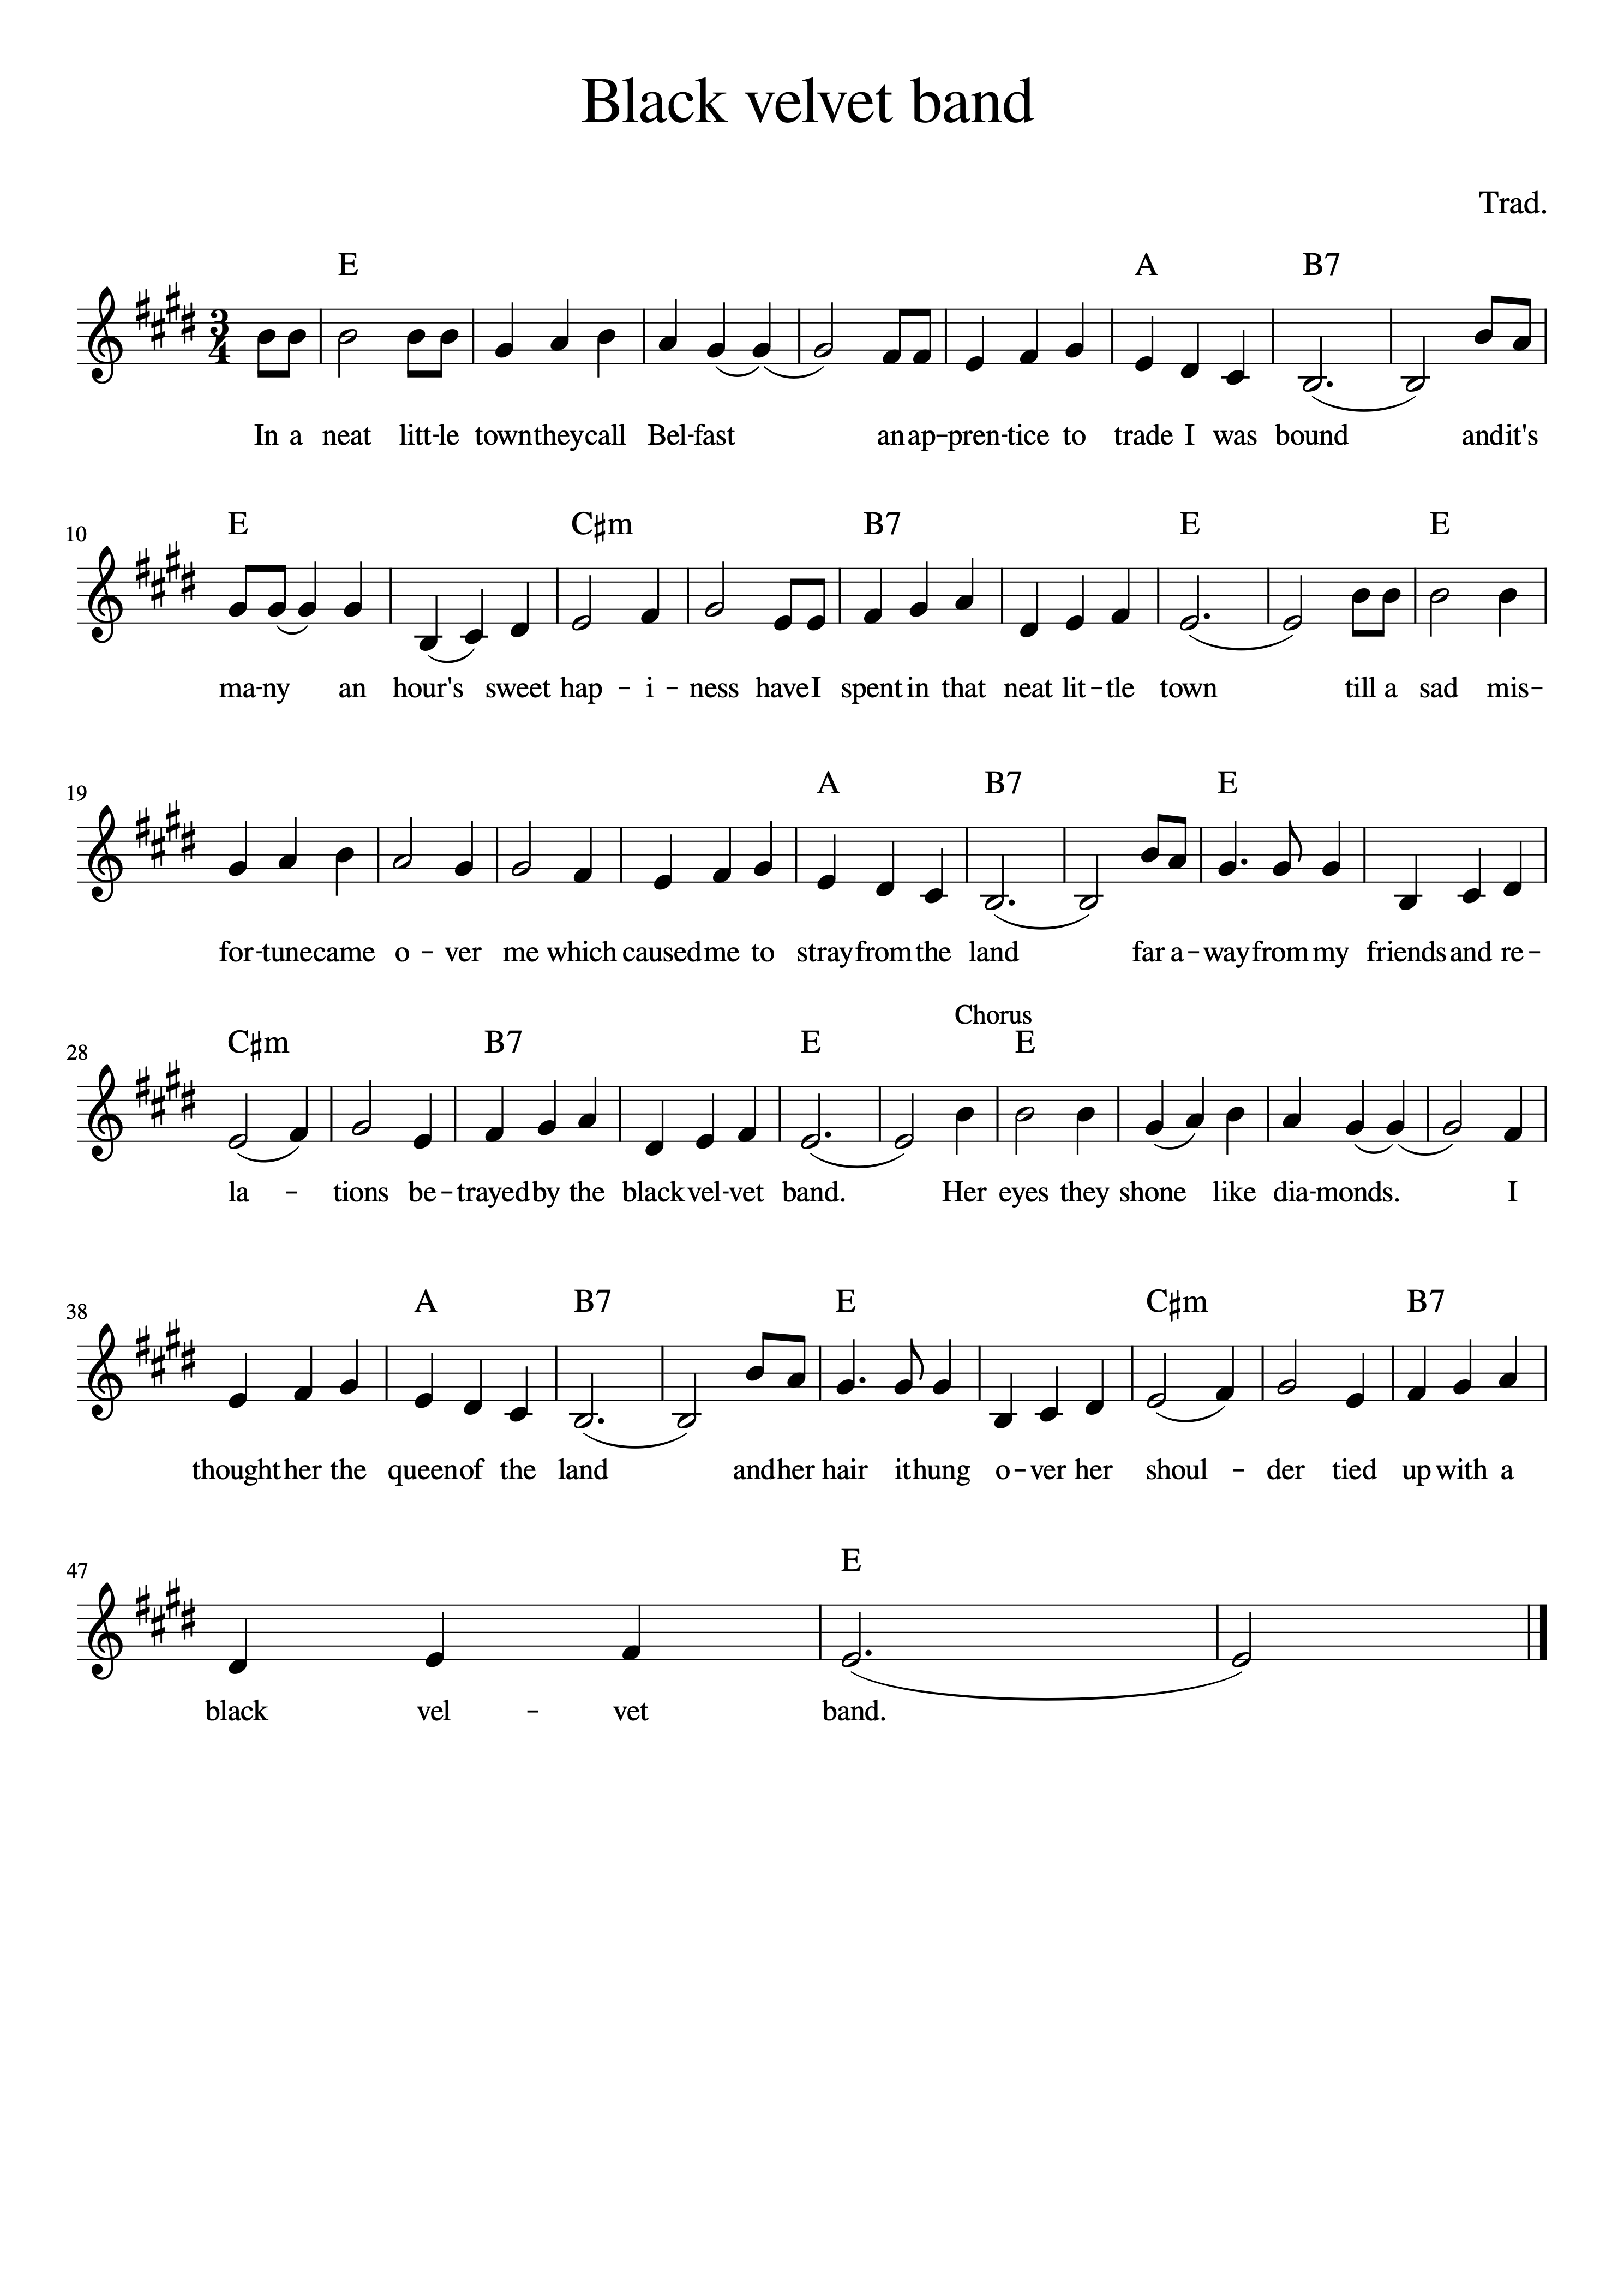 Black velvet band
Trad.
E A B7
3
4
In a neat litt-le town they call Bel-fast an ap-pren-tice to trade I was bound and it's
10 E C♯m B7 E E
ma-ny an hour's sweet hap - i - ness have I spent in that neat lit-tle town till a sad mis-
19 A B7 E
for-tune came o - ver me which caused me to stray from the land far a-way from my friends and re-
Chorus
28 C♯m B7 E E
la - tions be-trayed by the black vel-vet band. Her eyes they shone like dia-monds. I
38 A B7 E C♯m B7
thought her the queen of the land and her hair it hung o-ver her shoul - der tied up with a
47 E
black vel - vet band.